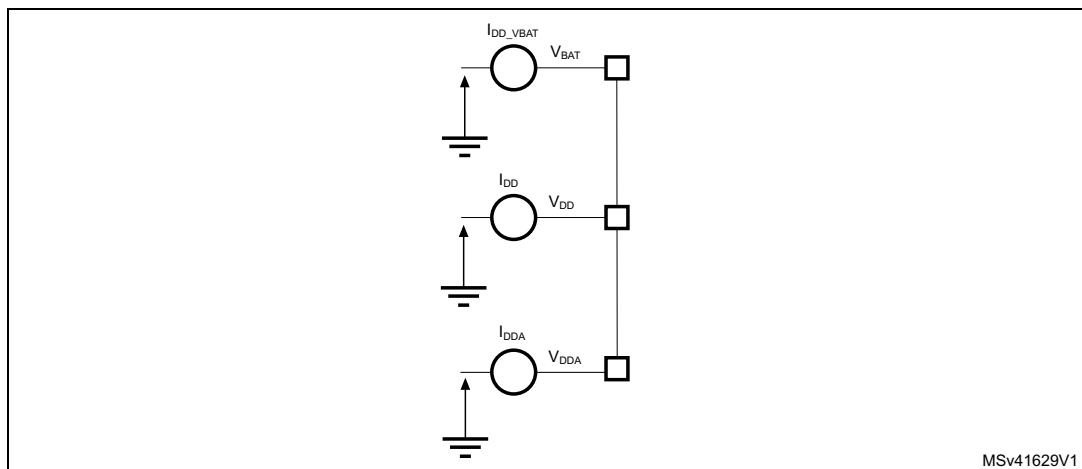 IDD_VBAT
VBAT
IDD
VDD
IDDA
VDDA
MSv41629V1